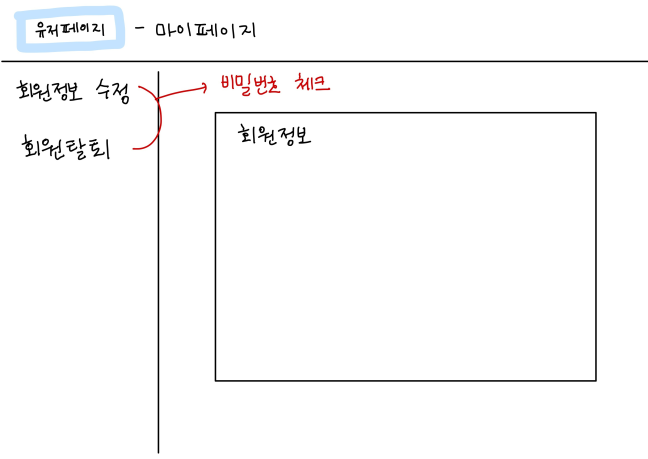 유저페이지 - 마이페이지
회원정보 수정
비밀번호 체크
회원탈퇴
회원정보